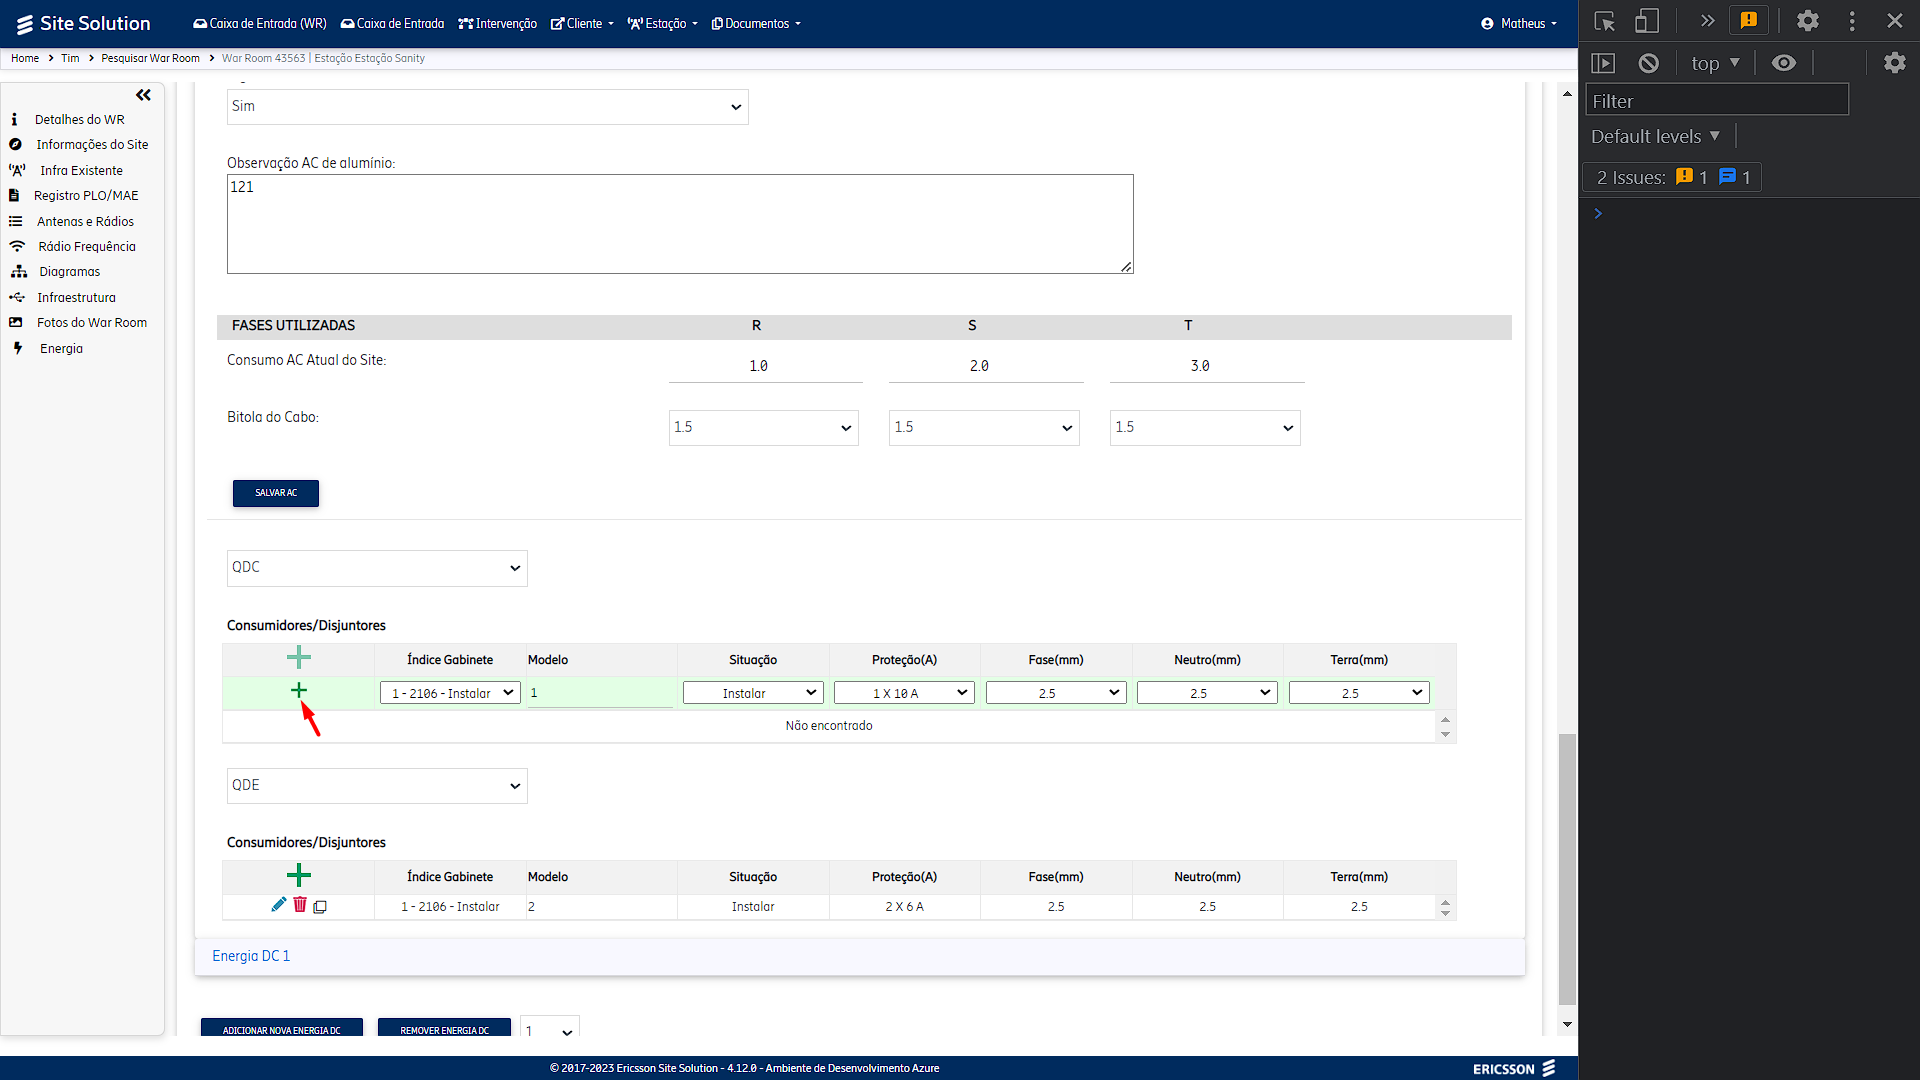 Site Solution
Caixa de Entrada (WR)
Caixa de Entrada
Intervenção
Cliente
Estação
Documentos
Matheus
Home > Tim > Pesquisar War Room > War Room 43563 | Estação Estação Sanity
Detalhes do WR
Informações do Site
Infra Existente
Registro PLO/MAE
Antenas e Rádios
Rádio Frequência
Diagramas
Infraestrutura
Fotos do War Room
Energia
Sim
Observação AC de alumínio:
121
FASES UTILIZADAS R S T
Consumo AC Atual do Site: 1.0 2.0 3.0
Bitola do Cabo: 1.5 1.5 1.5
SALVAR AC
QDC
Consumidores/Disjuntores
Índice Gabinete Modelo Situação Proteção(A) Fase(mm) Neutro(mm) Terra(mm)
1 - 2106 - Instalar 1 Instalar 1 X 10 A 2.5 2.5 2.5
Não encontrado
QDE
Consumidores/Disjuntores
Índice Gabinete Modelo Situação Proteção(A) Fase(mm) Neutro(mm) Terra(mm)
1 - 2106 - Instalar 2 Instalar 2 X 6 A 2.5 2.5 2.5
Energia DC 1
ADICIONAR NOVA ENERGIA DC
REMOVER ENERGIA DC
1
© 2017-2023 Ericsson Site Solution - 4.12.0 - Ambiente de Desenvolvimento Azure
ERICSSON
top
Filter
Default levels
2 Issues: 1 1